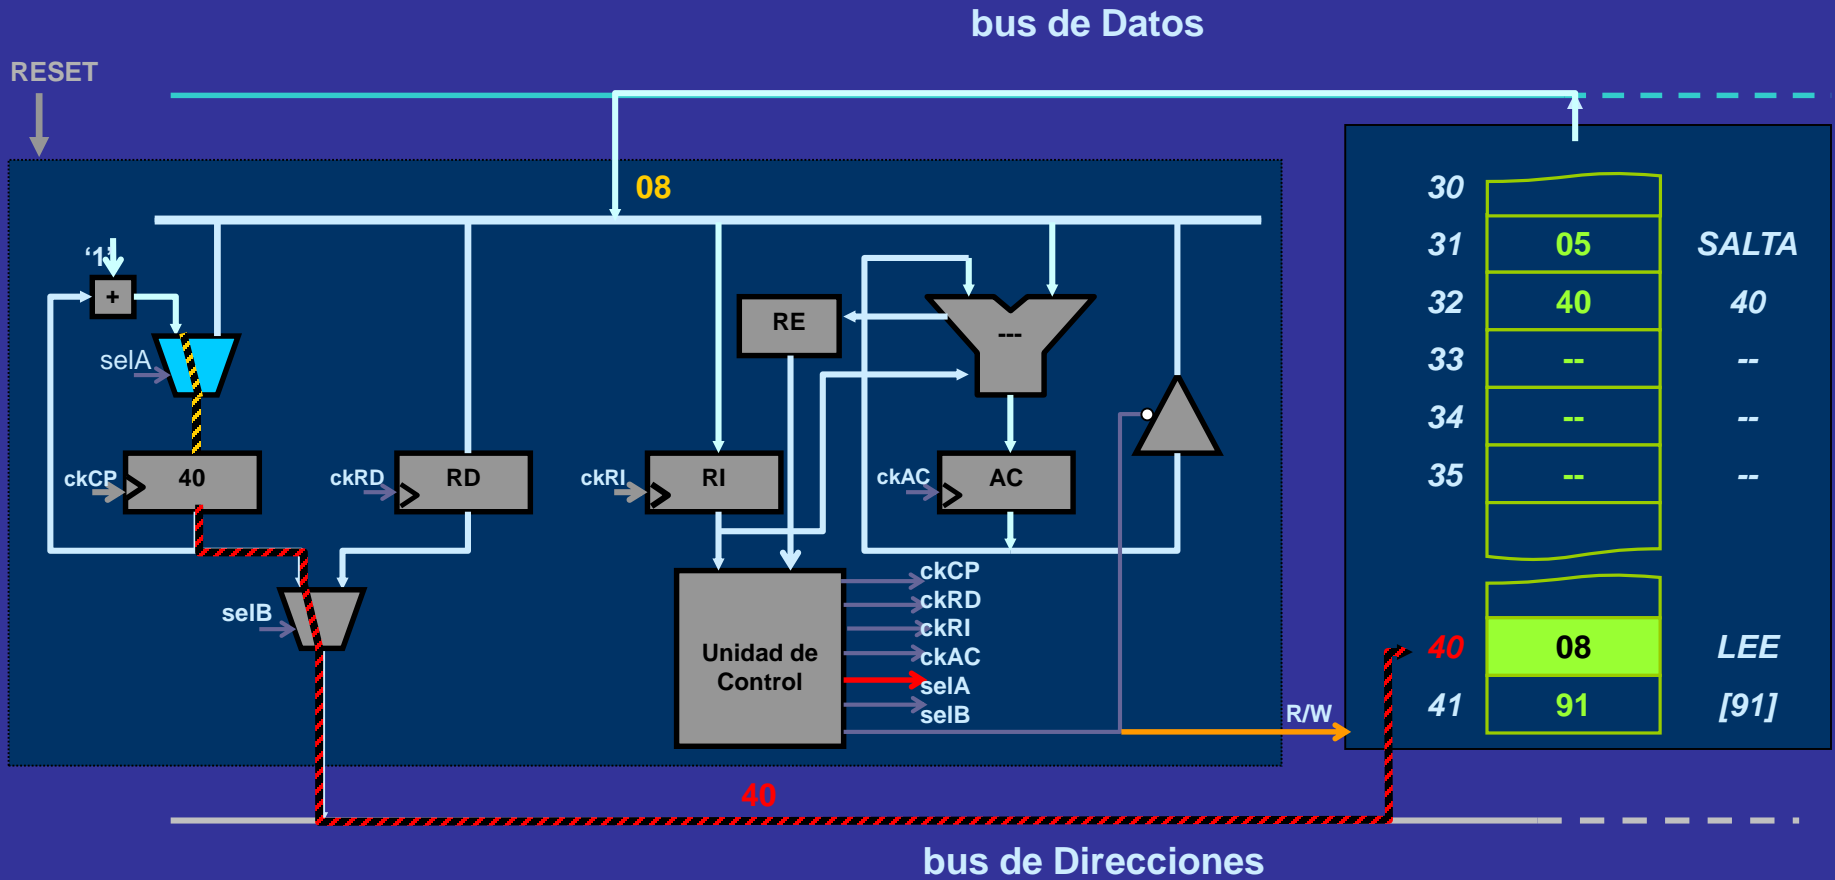 bus de Datos
RESET
08
30
31 05 SALTA
32 40 40
33 -- --
34 -- --
35 -- --
‘1’
+
selA
RE
---
ckCP 40
ckRD RD
ckRI RI
ckAC AC
selB
Unidad de
Control
ckCP
ckRD
ckRI
ckAC
selA
selB
R/W
40 08 LEE
41 91 [91]
40
bus de Direcciones